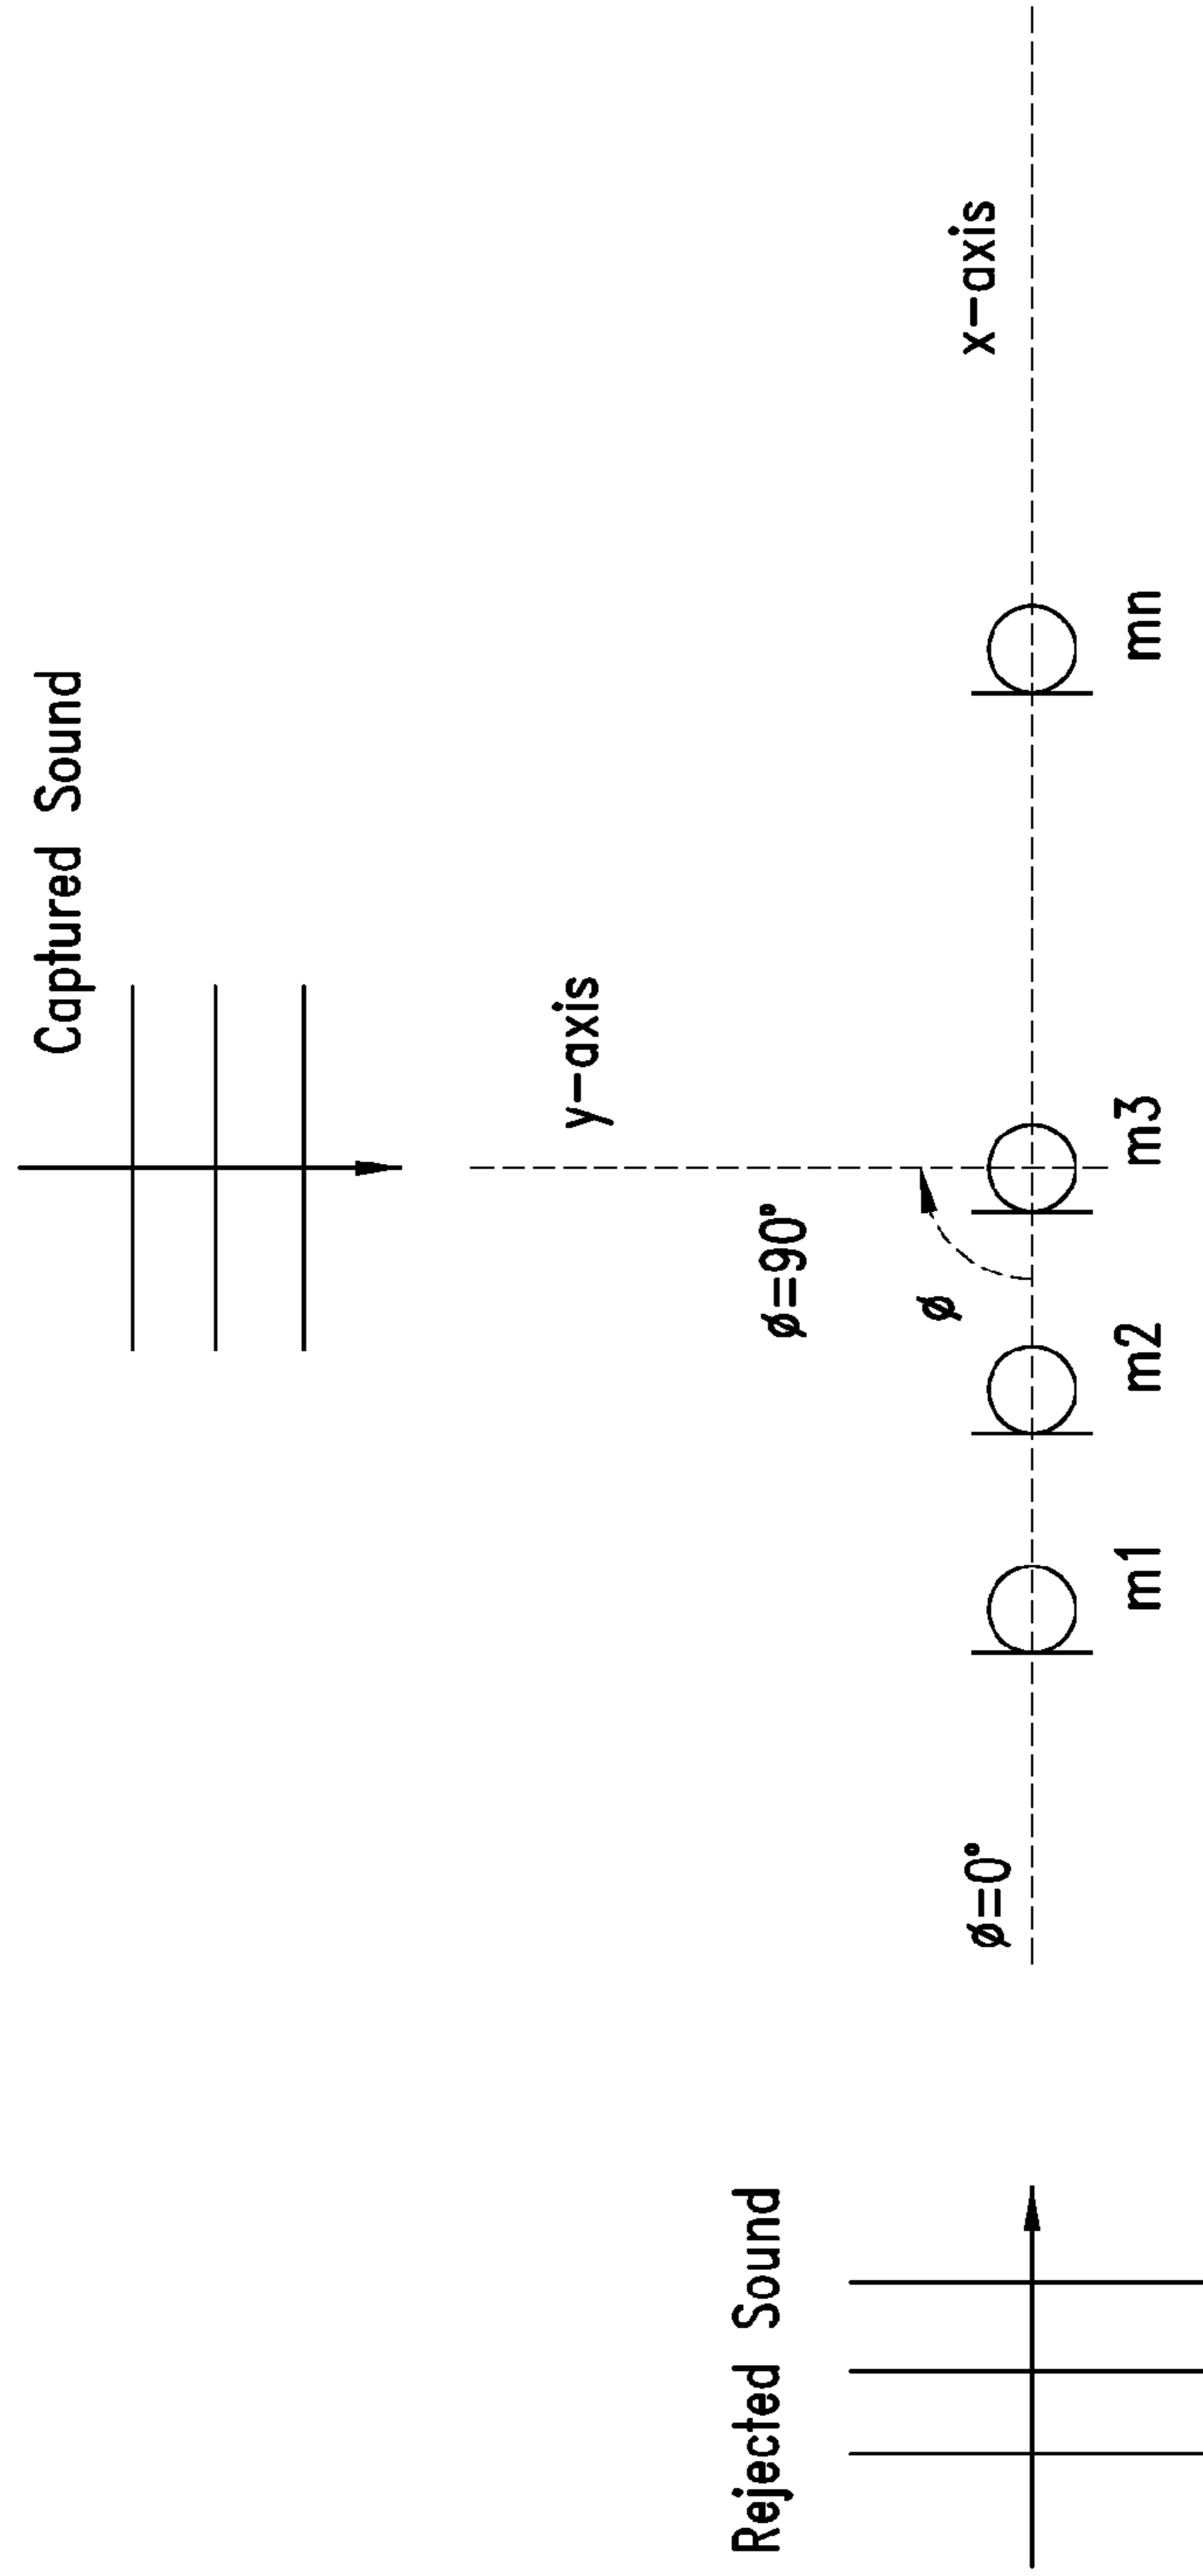 Captured Sound
y-axis
Rejected Sound
ø=90°
ø
ø=0°
x-axis
m1
m2
m3
mn